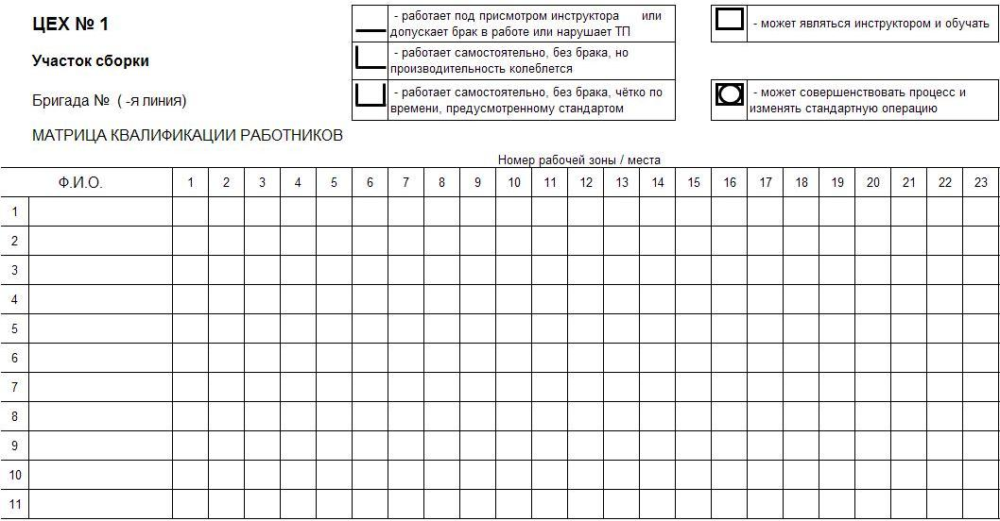 ЦЕХ № 1
Участок сборки
Бригада № ( -я линия)
МАТРИЦА КВАЛИФИКАЦИИ РАБОТНИКОВ
- работает под присмотром инструктора или
допускает брак в работе или нарушает ТП
- работает самостоятельно, без брака, но
производительность колеблется
- работает самостоятельно, без брака, чётко по
времени, предусмотренному стандартом
- может являться инструктором и обучать
- может совершенствовать процесс и
изменять стандартную операцию
Номер рабочей зоны / места
Ф.И.О. 1 2 3 4 5 6 7 8 9 10 11 12 13 14 15 16 17 18 19 20 21 22 23
1
2
3
4
5
6
7
8
9
10
11